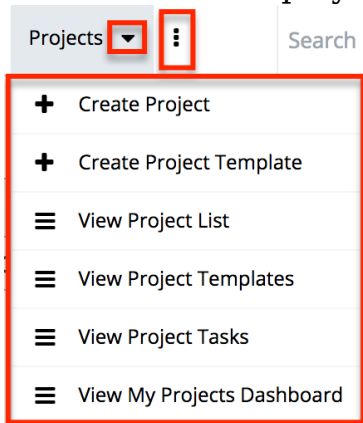 Projects Search
Create Project
Create Project Template
View Project List
View Project Templates
View Project Tasks
View My Projects Dashboard